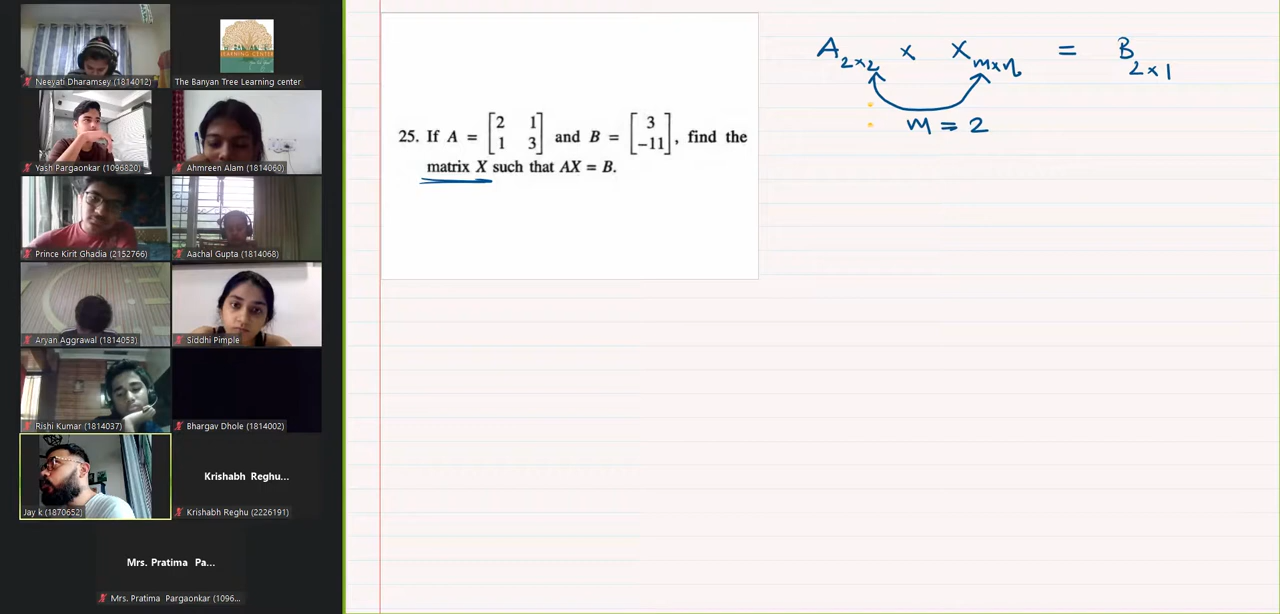 Neeyati Dharamsey (1814012)
LEARNING CENTER
The Banyan Tree Learning center
Yash Pargaonkar (1096820)
Ahmreen Alam (1814060)
Prince Kirit Ghadia (2152766)
Aachal Gupta (1814068)
Aryan Aggrawal (1814053)
Siddhi Pimple
Rishi Kumar (1814037)
Bhargav Dhole (1814002)
Jay k (1870652)
Krishabh Reghu...
Krishabh Reghu (2226191)
Mrs. Pratima Pa...
Mrs. Pratima Pargaonkar (1096...
25. If A = [2 1 1 3] and B = [3 -11], find the
matrix X such that AX = B.
A2×2 × Xm×n = B2×1
m = 2